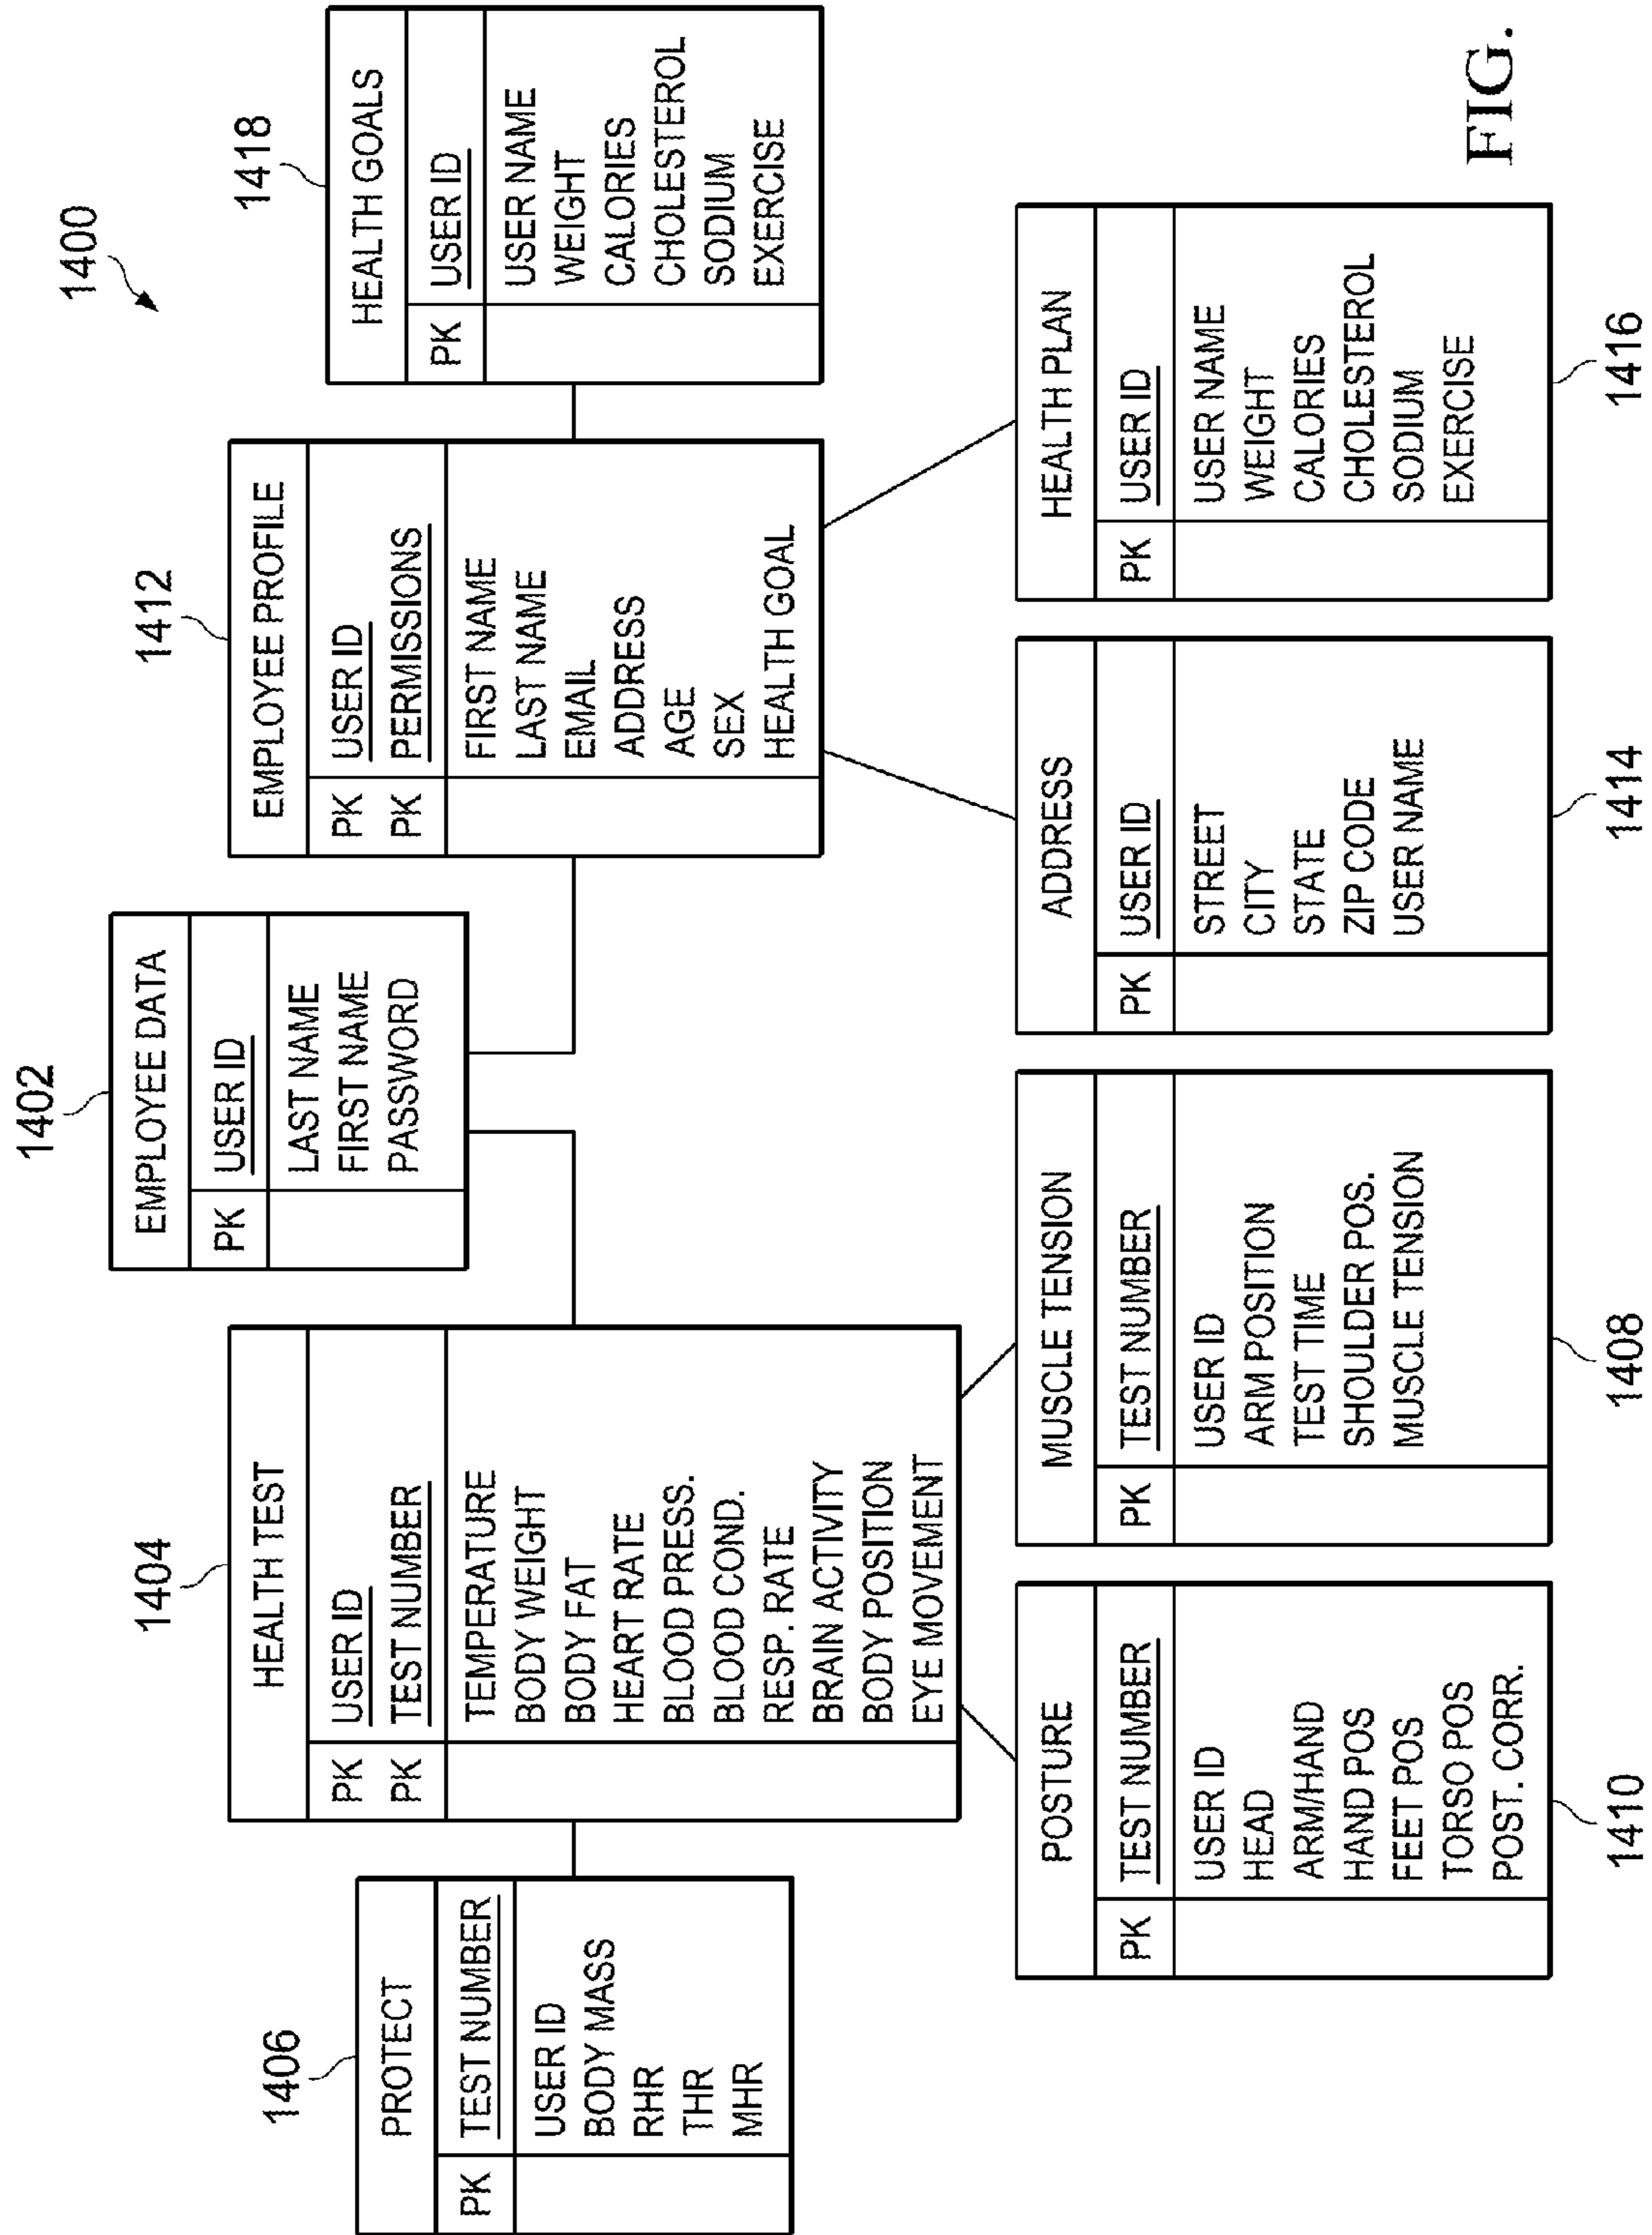 1400
1402
EMPLOYEE DATA
PK USER ID
LAST NAME
FIRST NAME
PASSWORD
1404
HEALTH TEST
PK USER ID
PK TEST NUMBER
TEMPERATURE
BODY WEIGHT
BODY FAT
HEART RATE
BLOOD PRESS.
BLOOD COND.
RESP. RATE
BRAIN ACTIVITY
BODY POSITION
EYE MOVEMENT
1412
EMPLOYEE PROFILE
PK USER ID
PK PERMISSIONS
FIRST NAME
LAST NAME
EMAIL
ADDRESS
AGE
SEX
HEALTH GOAL
1406
PROTECT
PK TEST NUMBER
USER ID
BODY MASS
RHR
THR
MHR
1418
HEALTH GOALS
PK USER ID
USER NAME
WEIGHT
CALORIES
CHOLESTEROL
SODIUM
EXERCISE
POSTURE
PK TEST NUMBER
USER ID
HEAD
ARM/HAND
HAND POS
FEET POS
TORSO POS
POST. CORR.
1410
MUSCLE TENSION
PK TEST NUMBER
USER ID
ARM POSITION
TEST TIME
SHOULDER POS.
MUSCLE TENSION
1408
ADDRESS
PK USER ID
STREET
CITY
STATE
ZIP CODE
USER NAME
1414
HEALTH PLAN
PK USER ID
USER NAME
WEIGHT
CALORIES
CHOLESTEROL
SODIUM
EXERCISE
1416
FIG.